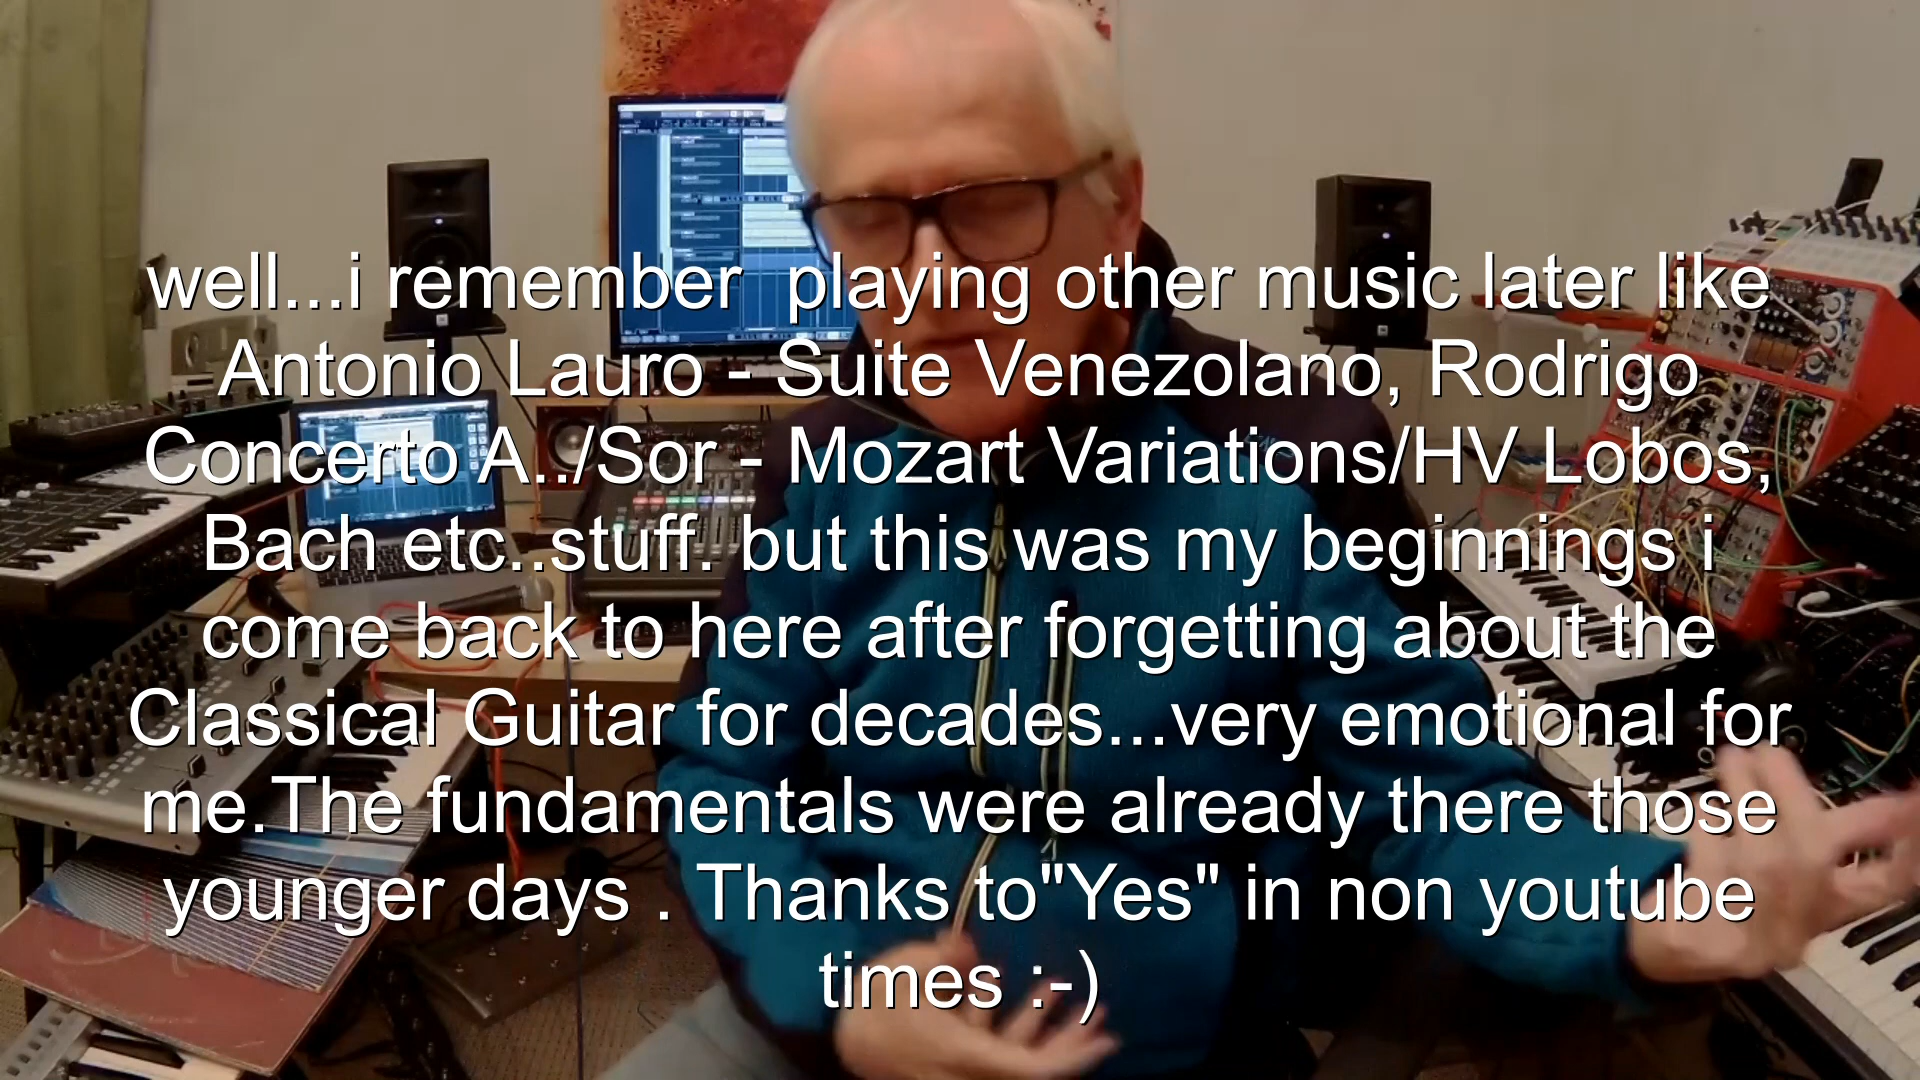 well...i remember  playing other music later like
Antonio Lauro - Suite Venezolano, Rodrigo
Concerto A../Sor - Mozart Variations/HV Lobos,
Bach etc..stuff. but this was my beginnings i
come back to here after forgetting about the
Classical Guitar for decades...very emotional for
me.The fundamentals were already there those
younger days . Thanks to"Yes" in non youtube
times :-)